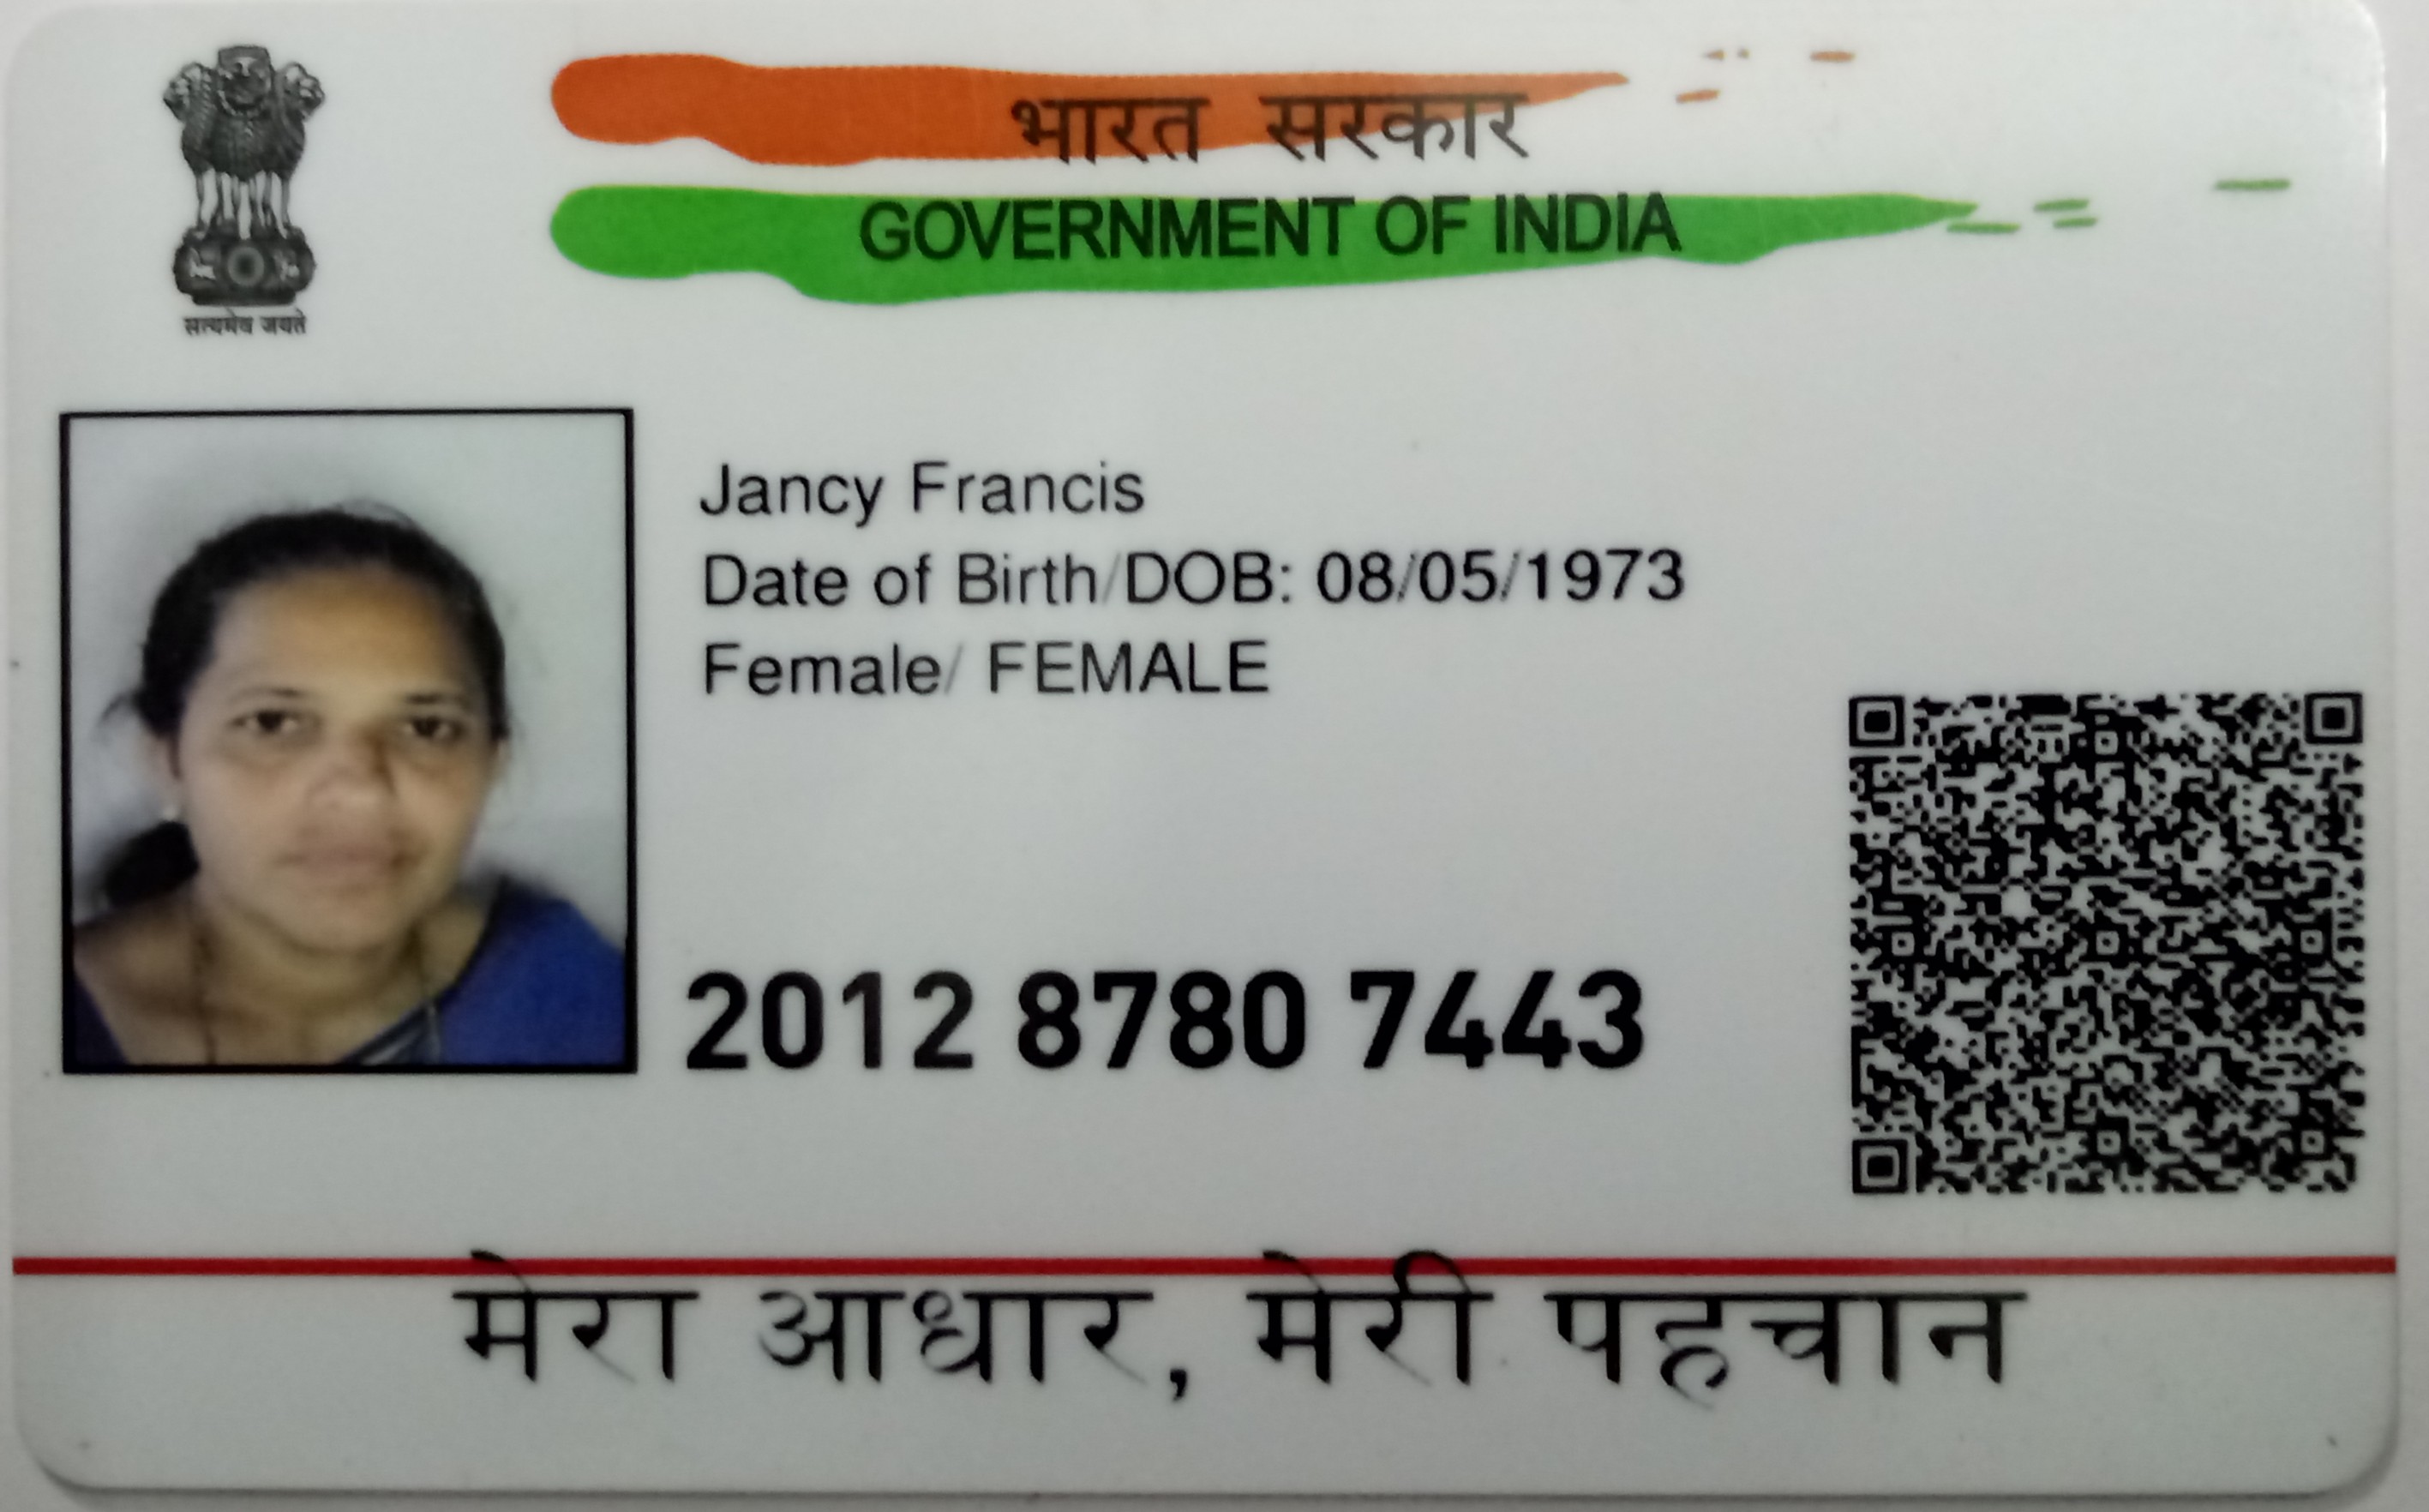 भारत सरकार
GOVERNMENT OF INDIA
सत्यमेव जयते
Jancy Francis
Date of Birth/DOB: 08/05/1973
Female/ FEMALE
2012 8780 7443
मेरा आधार, मेरी पहचान